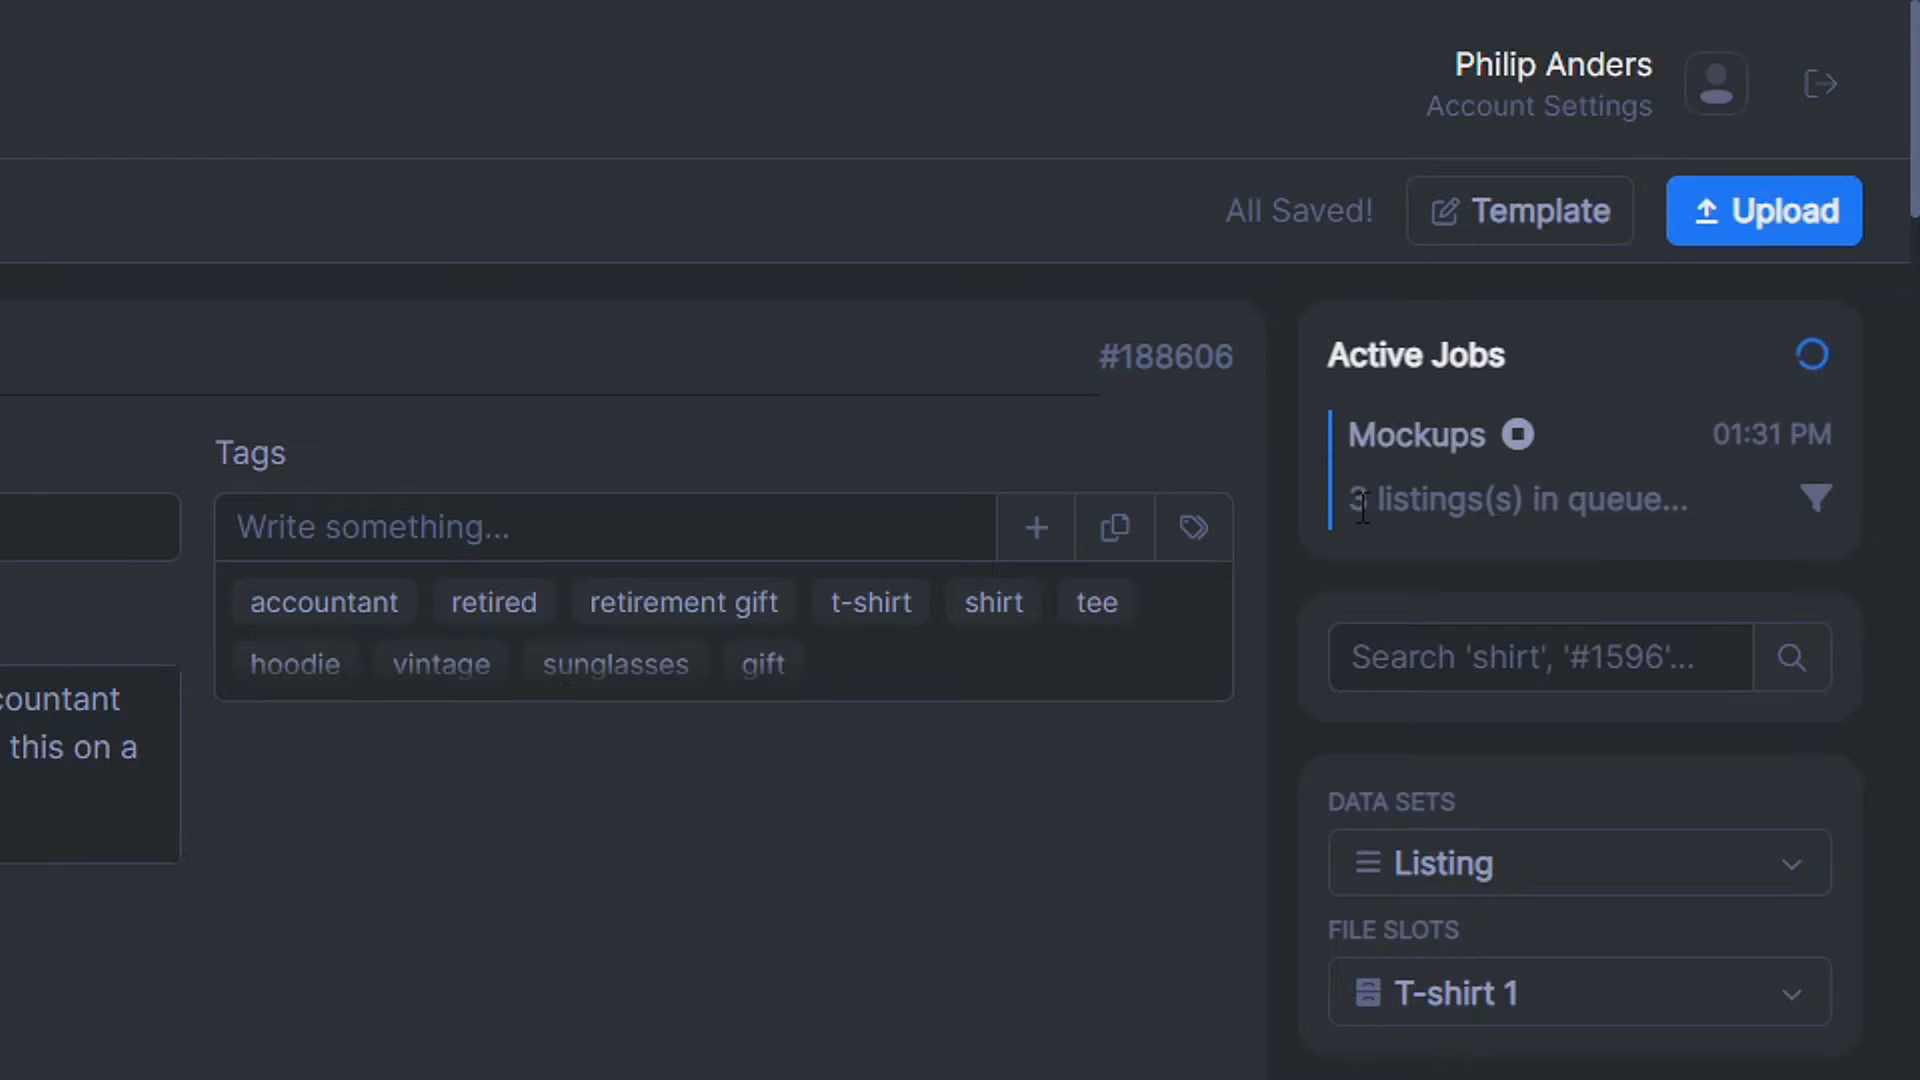 Philip Anders
Account Settings
All Saved!
Template
Upload
#188606
Tags
Write something...
accountant retired retirement gift t-shirt shirt tee
hoodie vintage sunglasses gift
countant
this on a
Active Jobs
Mockups 01:31 PM
3 listings(s) in queue...
Search 'shirt', '#1596'...
DATA SETS
Listing
FILE SLOTS
T-shirt 1